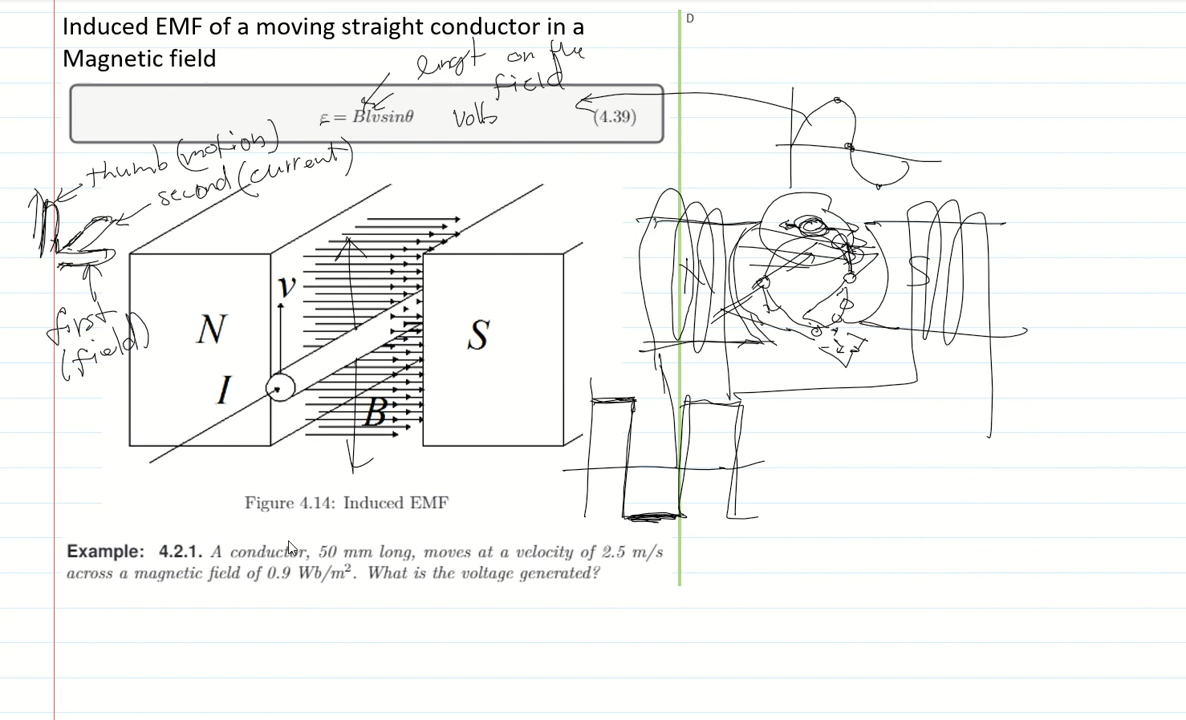 Induced EMF of a moving straight conductor in a
Magnetic field
lengt on the
field
ε = Blvsinθ volts (4.39)
thumb (motion)
second (current)
first
(field)
v
N
I
B
S
N
S
D
Figure 4.14: Induced EMF
Example: 4.2.1. A conductor, 50 mm long, moves at a velocity of 2.5 m/s
across a magnetic field of 0.9 Wb/m². What is the voltage generated?